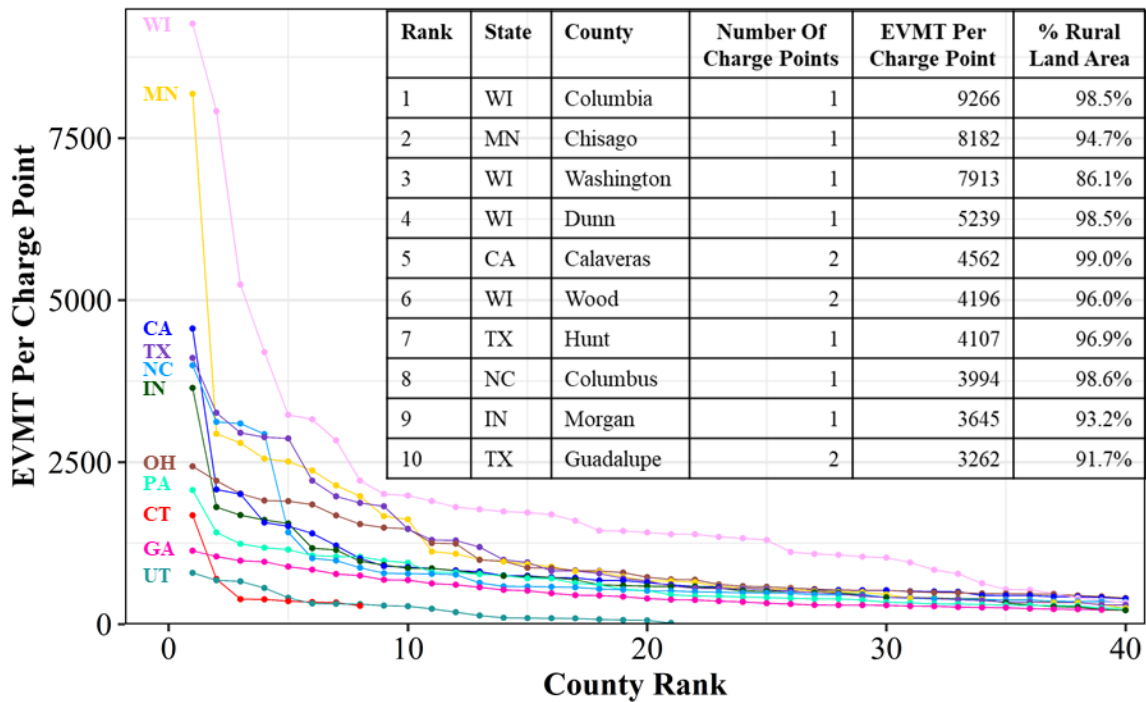 WI
MN
CA
TX
NC
IN
OH
PA
CT
GA
UT
Rank State County Number Of EVMT Per % Rural
Charge Points Charge Point Land Area
1 WI Columbia 1 9266 98.5%
2 MN Chisago 1 8182 94.7%
3 WI Washington 1 7913 86.1%
4 WI Dunn 1 5239 98.5%
5 CA Calaveras 2 4562 99.0%
6 WI Wood 2 4196 96.0%
7 TX Hunt 1 4107 96.9%
8 NC Columbus 1 3994 98.6%
9 IN Morgan 1 3645 93.2%
10 TX Guadalupe 2 3262 91.7%
EVMT Per Charge Point
7500
5000
2500
0
0 10 20 30 40
County Rank